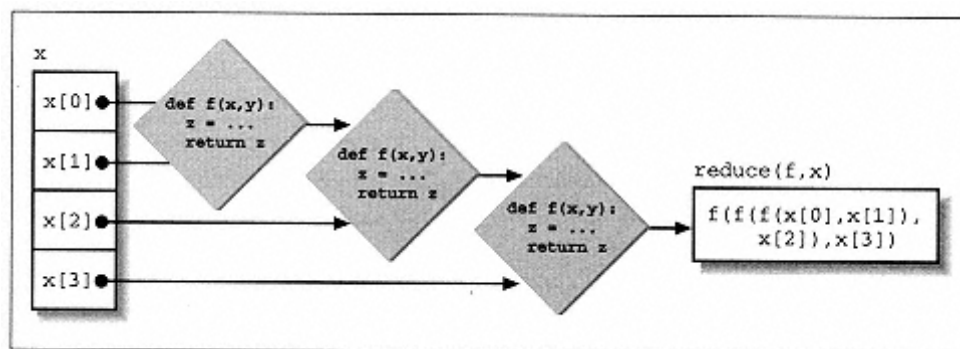 x
x[0]
x[1]
x[2]
x[3]
def f(x,y):
z = ...
return z
def f(x,y):
z = ...
return z
def f(x,y):
z = ...
return z
reduce(f,x)
f(f(f(x[0],x[1]),
x[2]),x[3])